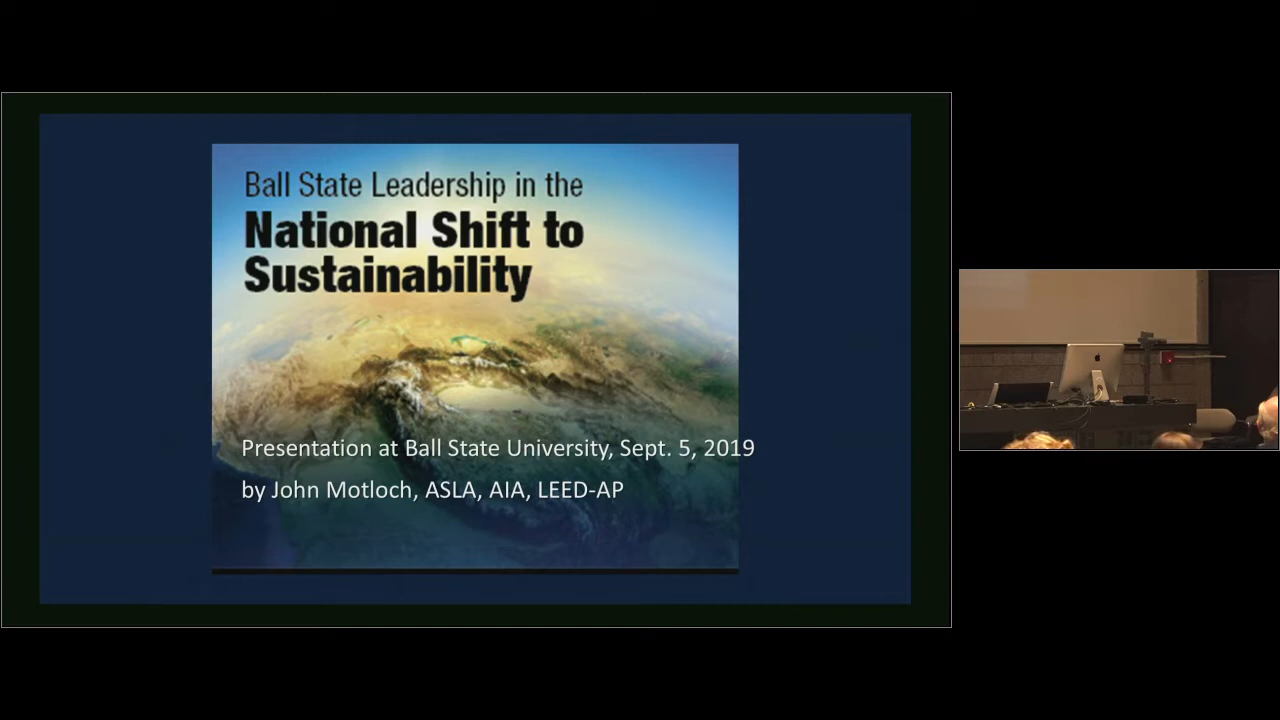 Ball State Leadership in the
National Shift to
Sustainability
Presentation at Ball State University, Sept. 5, 2019
by John Motloch, ASLA, AIA, LEED-AP